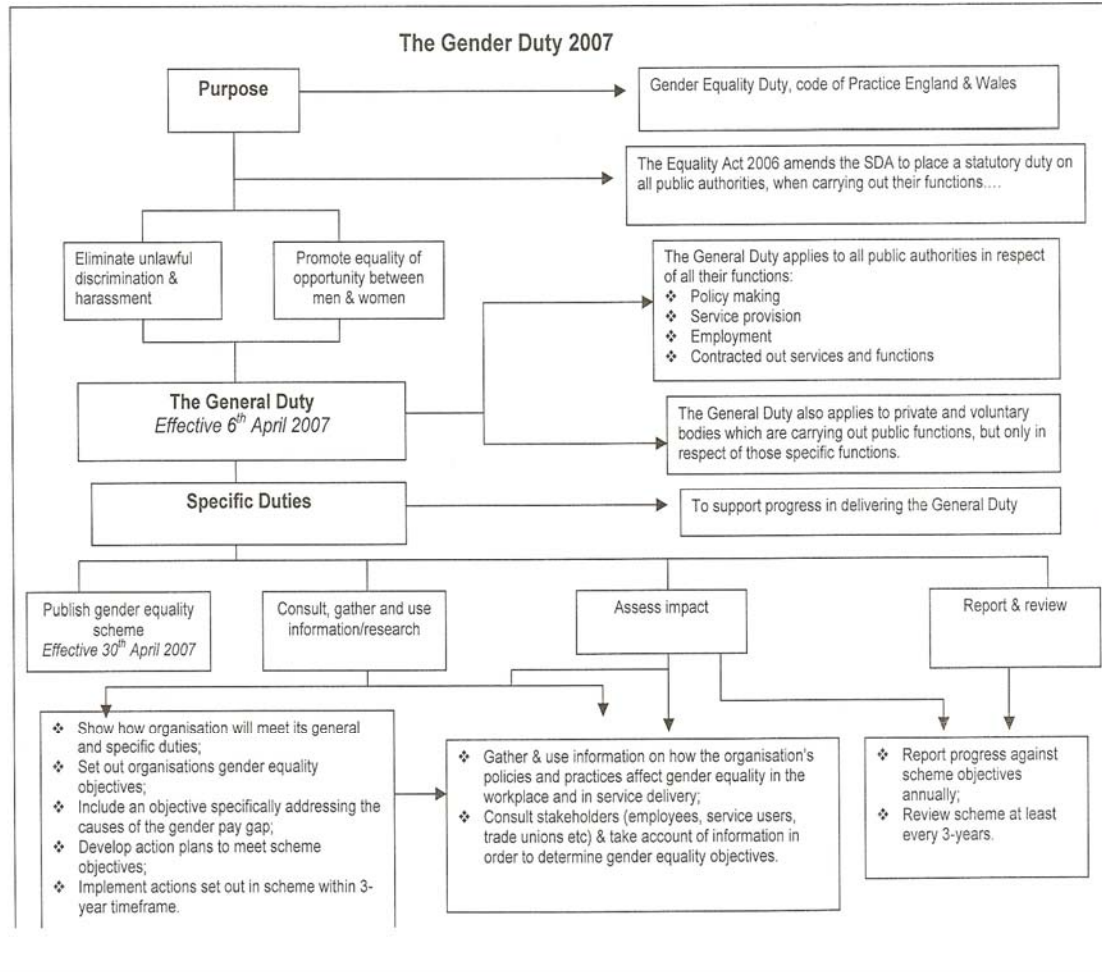 The Gender Duty 2007
Purpose
Gender Equality Duty, code of Practice England & Wales
The Equality Act 2006 amends the SDA to place a statutory duty on
all public authorities, when carrying out their functions….
Eliminate unlawful
discrimination &
harassment
Promote equality of
opportunity between
men & women
The General Duty applies to all public authorities in respect
of all their functions:
❖ Policy making
❖ Service provision
❖ Employment
❖ Contracted out services and functions
The General Duty
Effective 6th April 2007
The General Duty also applies to private and voluntary
bodies which are carrying out public functions, but only in
respect of those specific functions.
Specific Duties
To support progress in delivering the General Duty
Publish gender equality
scheme
Effective 30th April 2007
Consult, gather and use
information/research
Assess impact
Report & review
❖ Show how organisation will meet its general
and specific duties;
❖ Set out organisations gender equality
objectives;
❖ Include an objective specifically addressing the
causes of the gender pay gap;
❖ Develop action plans to meet scheme
objectives;
❖ Implement actions set out in scheme within 3-
year timeframe.
❖ Gather & use information on how the organisation's
policies and practices affect gender equality in the
workplace and in service delivery;
❖ Consult stakeholders (employees, service users,
trade unions etc) & take account of information in
order to determine gender equality objectives.
❖ Report progress against
scheme objectives
annually;
❖ Review scheme at least
every 3-years.